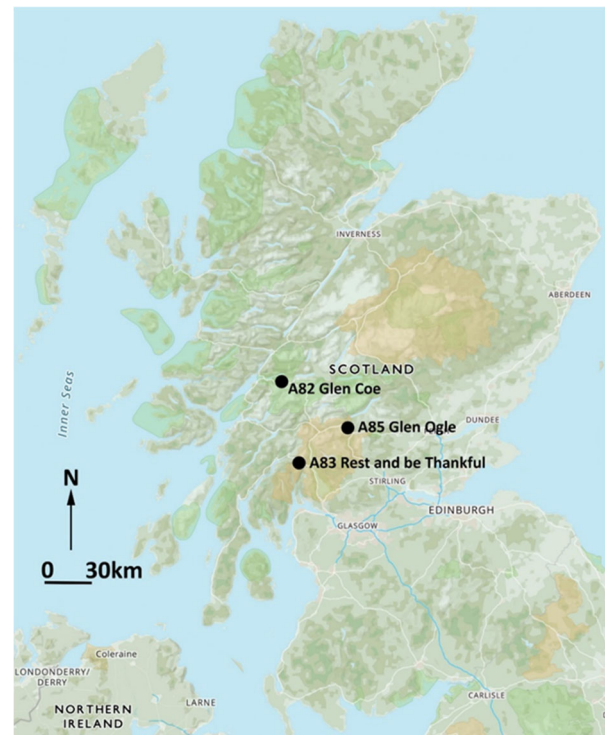 INVERNESS
ABERDEEN
SCOTLAND
A82 Glen Coe
Inner Seas
DUNDEE
A85 Glen Ogle
A83 Rest and be Thankful
N
STIRLING
EDINBURGH
GLASGOW
0 30km
Coleraine
LONDONDERRY/
DERRY
CARLISLE
NORTHERN
IRELAND
LARNE